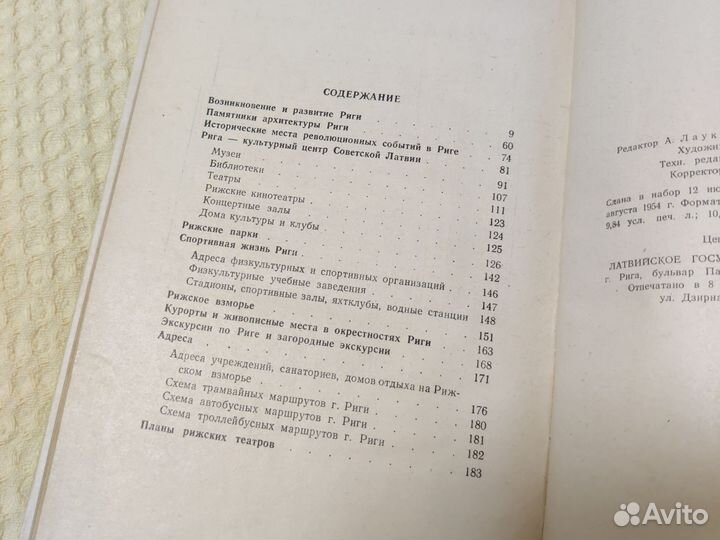 СОДЕРЖАНИЕ
Возникновение и развитие Риги 9
Памятники архитектуры Риги 60
Исторические места революционных событий в Риге 74
Рига — культурный центр Советской Латвии 81
Музеи 91
Библиотеки 107
Театры 111
Рижские кинотеатры 123
Концертные залы 124
Дома культуры и клубы 125
Рижские парки 126
Спортивная жизнь Риги 142
Адреса физкультурных и спортивных организаций 146
Физкультурные учебные заведения 147
Стадионы, спортивные залы, яхтклубы, водные станции 148
Рижское взморье 151
Курорты и живописные места в окрестностях Риги 163
Экскурсии по Риге и загородные экскурсии 168
Адреса 171
Адреса учреждений, санаториев, домов отдыха на Риж-
ском взморье 176
Схема трамвайных маршрутов г. Риги 180
Схема автобусных маршрутов г. Риги 181
Схема троллейбусных маршрутов г. Риги 182
Планы рижских театров 183
Редактор А. Лаук
Художни
Техн. реда
Корректор
Сдана в набор 12 ию
августа 1954 г. Формат
9,84 усл. печ. л.; 10,
Цен
ЛАТВИЙСКОЕ ГОСУ
г. Рига, бульвар Па
Отпечатано в 8
ул. Дзирна
Avito